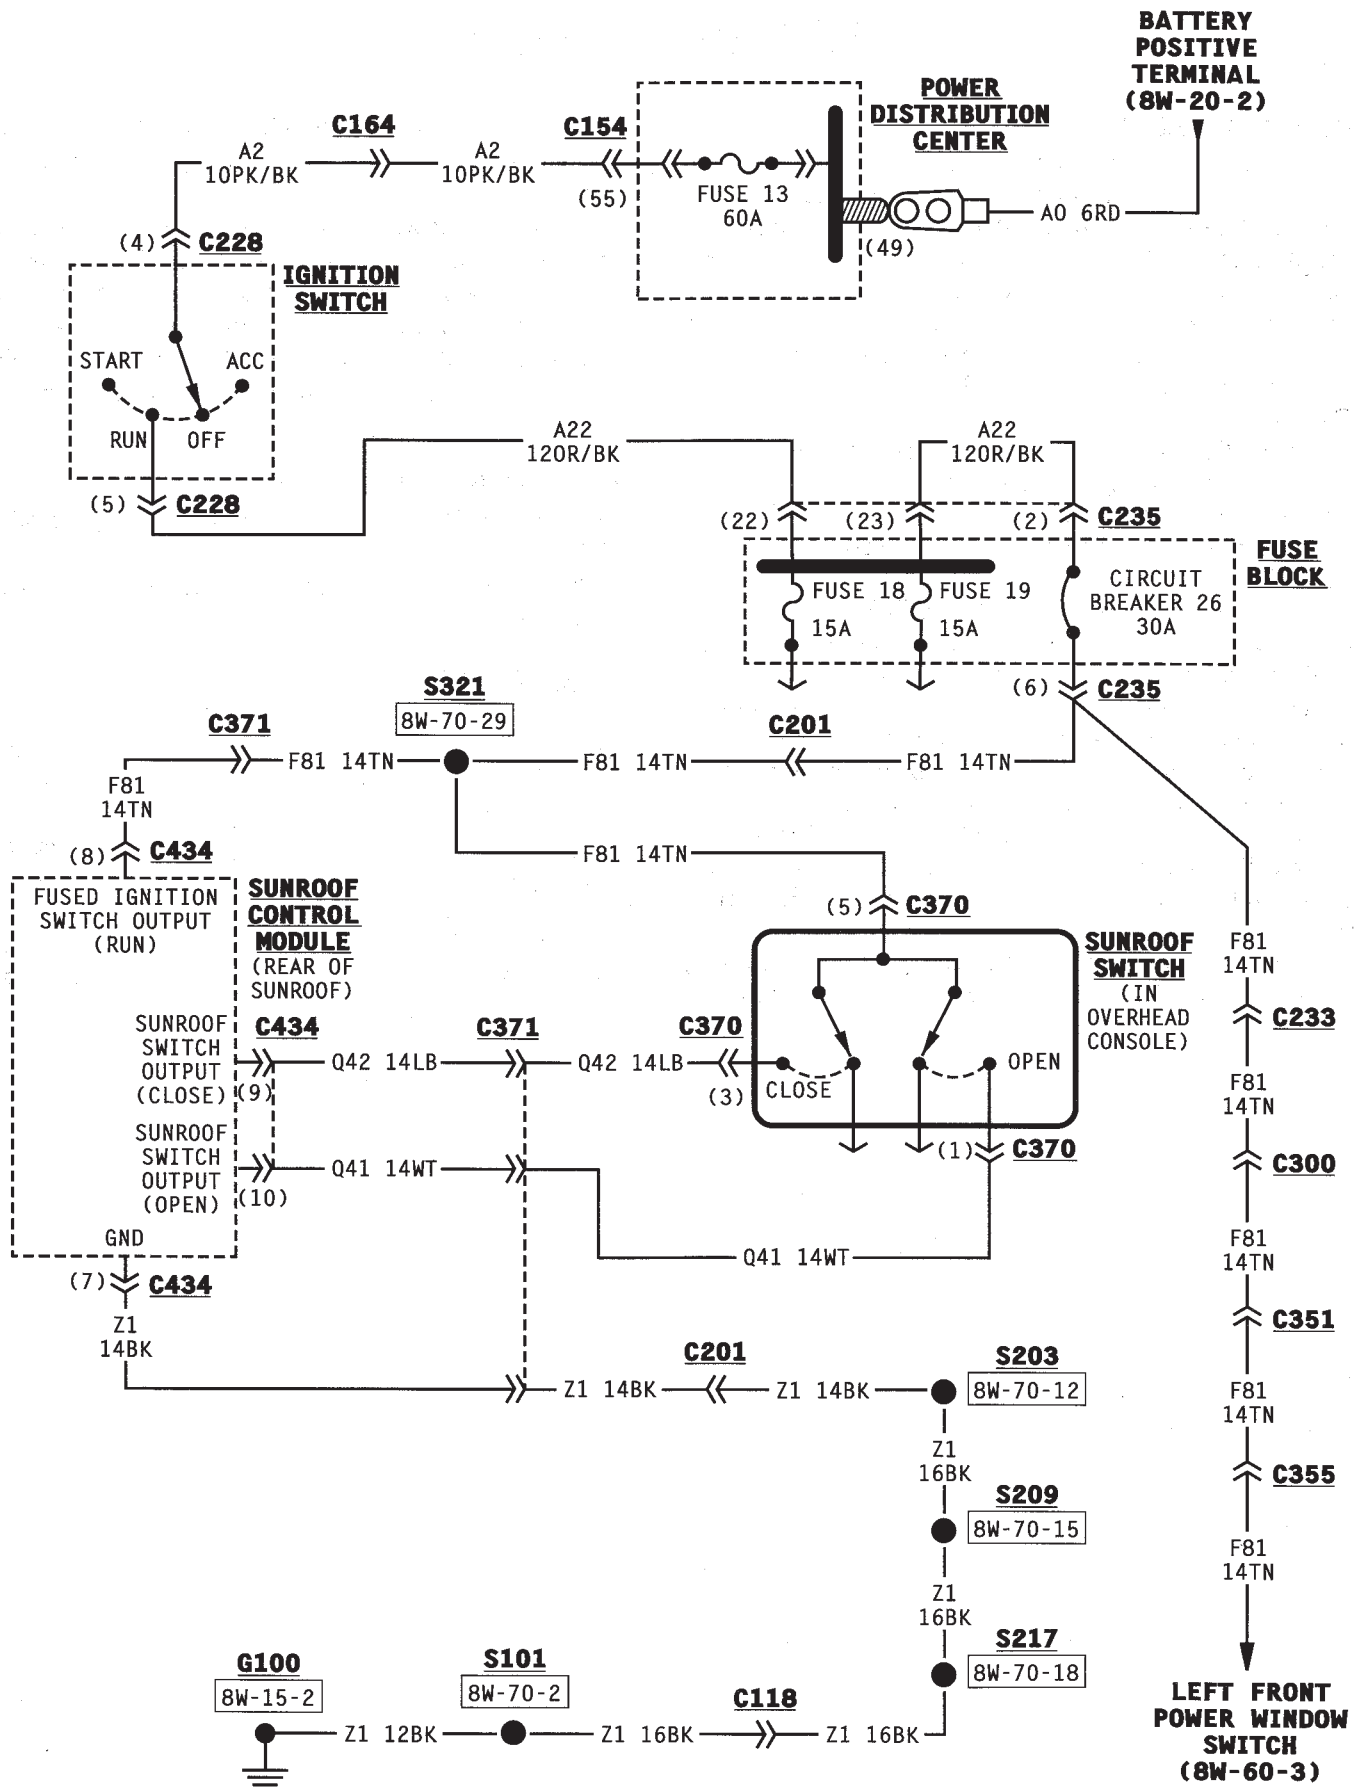 BATTERY
POSITIVE
TERMINAL
(8W-20-2)
POWER
DISTRIBUTION
CENTER
C164
C154
A2
10PK/BK
A2
10PK/BK
(55)
FUSE 13
60A
A0 6RD
(49)
(4)
C228
IGNITION
SWITCH
START
ACC
RUN
OFF
(5)
C228
A22
12OR/BK
A22
12OR/BK
(22)
(23)
(2)
C235
FUSE
BLOCK
FUSE 18
15A
FUSE 19
15A
CIRCUIT
BREAKER 26
30A
(6)
C235
S321
8W-70-29
C371
C201
F81 14TN
F81 14TN
F81 14TN
F81
14TN
(8)
C434
F81 14TN
(5)
C370
FUSED IGNITION
SWITCH OUTPUT
(RUN)
SUNROOF
CONTROL
MODULE
(REAR OF
SUNROOF)
SUNROOF
SWITCH
(IN
OVERHEAD
CONSOLE)
F81
14TN
C233
SUNROOF
SWITCH
OUTPUT
(CLOSE)
C434
(9)
Q42 14LB
C371
Q42 14LB
C370
(3)
CLOSE
OPEN
F81
14TN
SUNROOF
SWITCH
OUTPUT
(OPEN)
(10)
Q41 14WT
(1)
C370
C300
GND
Q41 14WT
F81
14TN
(7)
C434
Z1
14BK
C351
C201
Z1 14BK
Z1 14BK
S203
8W-70-12
F81
14TN
Z1
16BK
C355
S209
8W-70-15
F81
14TN
Z1
16BK
S217
8W-70-18
G100
8W-15-2
S101
8W-70-2
C118
Z1 12BK
Z1 16BK
Z1 16BK
LEFT FRONT
POWER WINDOW
SWITCH
(8W-60-3)